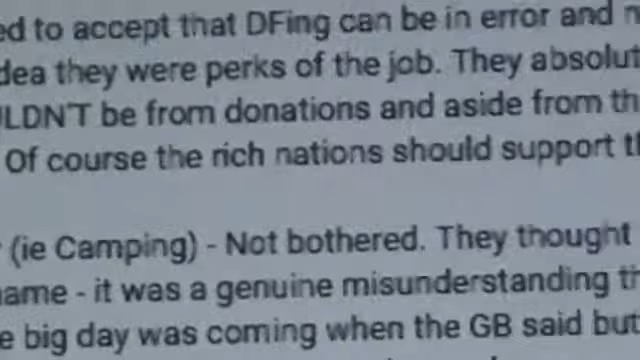 ed to accept that DFing can be in error and
dea they were perks of the job. They absolut
LDN'T be from donations and aside from th
Of course the rich nations should support t
(ie Camping) - Not bothered. They thought
ame - it was a genuine misunderstanding t
e big day was coming when the GB said but